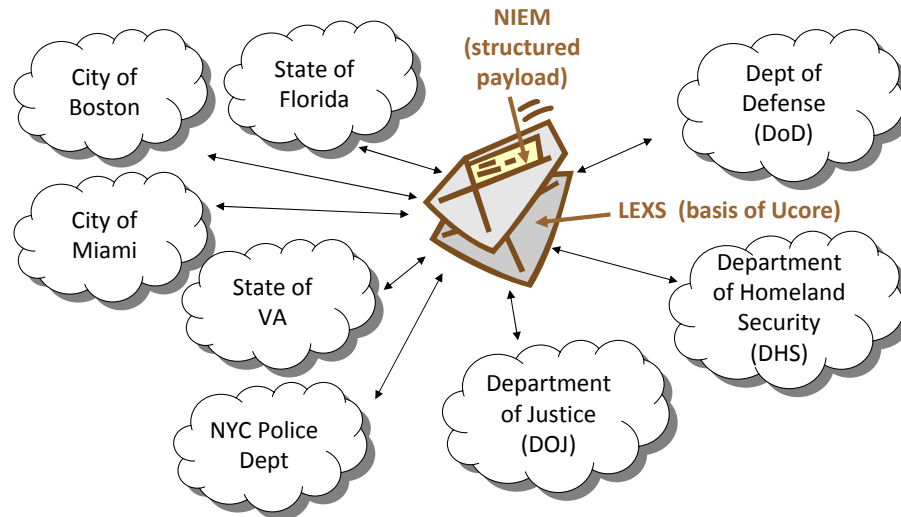 NIEM
(structured
payload)
City of
Boston
State of
Florida
Dept of
Defense
(DoD)
City of
Miami
LEXS  (basis of Ucore)
State of
VA
Department
of Homeland
Security
(DHS)
NYC Police
Dept
Department
of Justice
(DOJ)